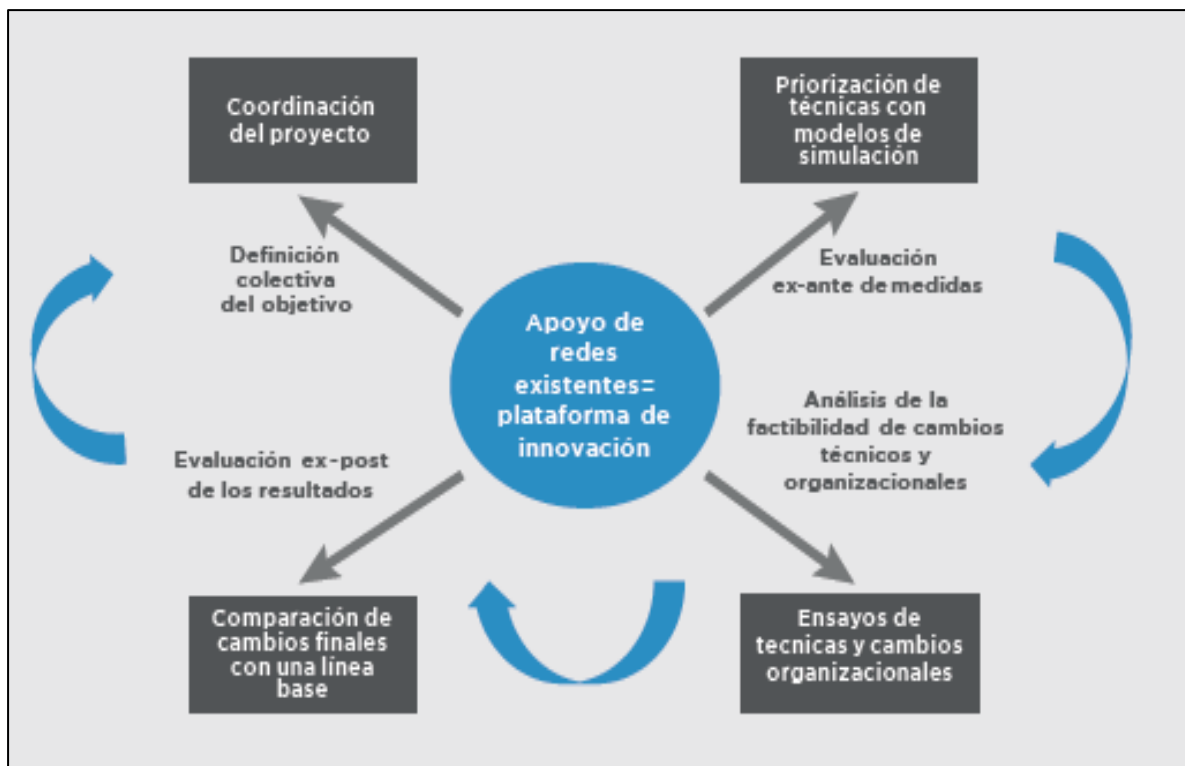 Coordinación
del proyecto
Priorización de
técnicas con
modelos de
simulación
Definición
colectiva
del objetivo
Evaluación
ex-ante de medidas
Apoyo de
redes
existentes=
plataforma de
innovación
Evaluación ex-post
de los resultados
Análisis de la
factibilidad de cambios
técnicos y
organizacionales
Comparación de
cambios finales
con una línea
base
Ensayos de
tecnicas y cambios
organizacionales